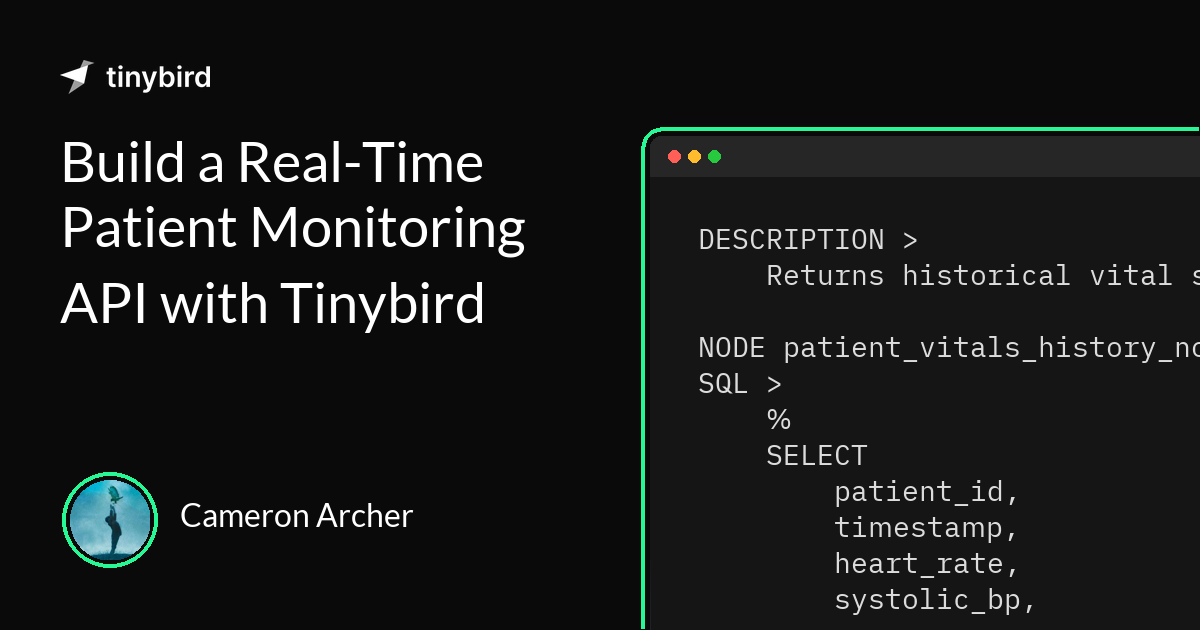 tinybird
Build a Real-Time
Patient Monitoring
API with Tinybird
Cameron Archer
DESCRIPTION >
Returns historical vital
NODE patient_vitals_history_
SQL >
%
SELECT
patient_id,
timestamp,
heart_rate,
systolic_bp,